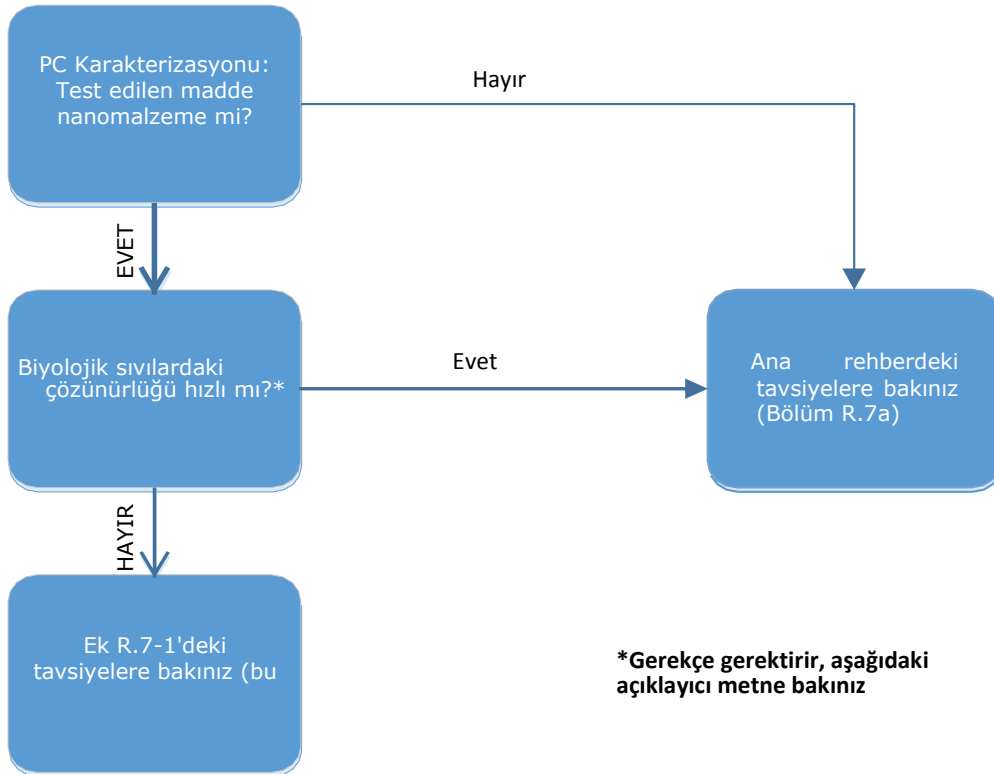 PC Karakterizasyonu:
Test edilen madde
nanomalzeme mi?
Hayır
EVET
Biyolojik sıvılardaki
çözünürlüğü hızlı mı?*
Evet
Ana rehberdeki
tavsiyelere bakınız
(Bölüm R.7a)
HAYIR
Ek R.7-1'deki
tavsiyelere bakınız (bu
*Gerekçe gerektirir, aşağıdaki
açıklayıcı metne bakınız